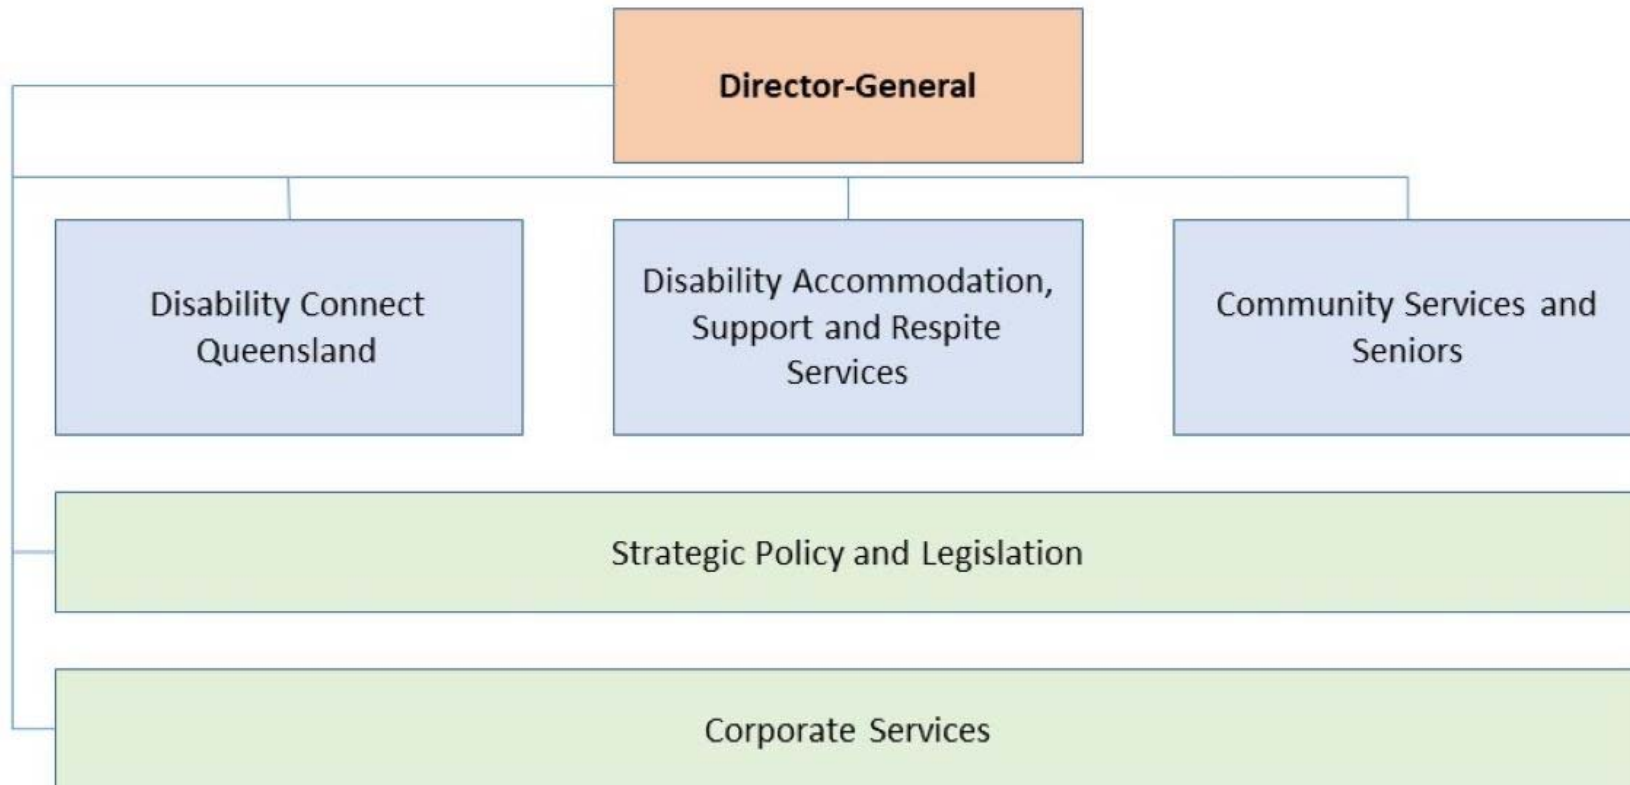 Director-General
Disability Connect
Queensland
Disability Accommodation,
Support and Respite
Services
Community Services and
Seniors
Strategic Policy and Legislation
Corporate Services